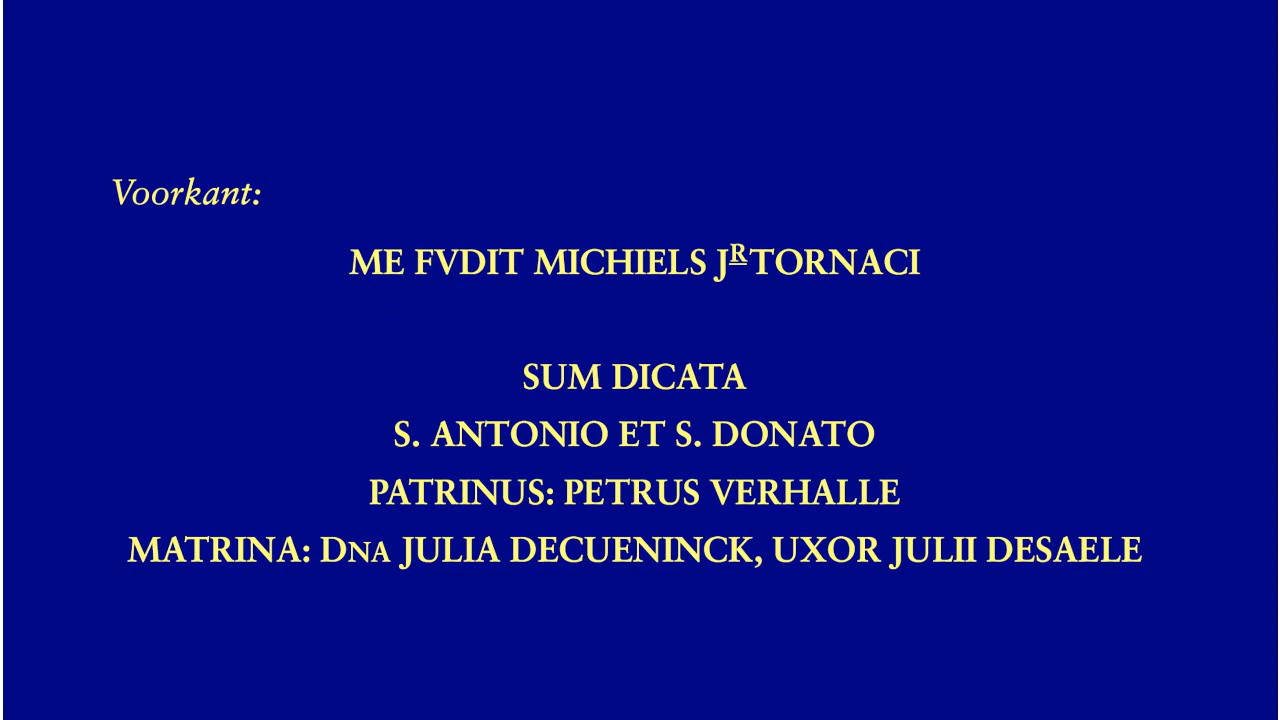 Voorkant:
ME FVDIT MICHIELS JR TORNACI
SUM DICATA
S. ANTONIO ET S. DONATO
PATRINUS: PETRUS VERHALLE
MATRINA: DNA JULIA DECUENINCK, UXOR JULII DESAELE